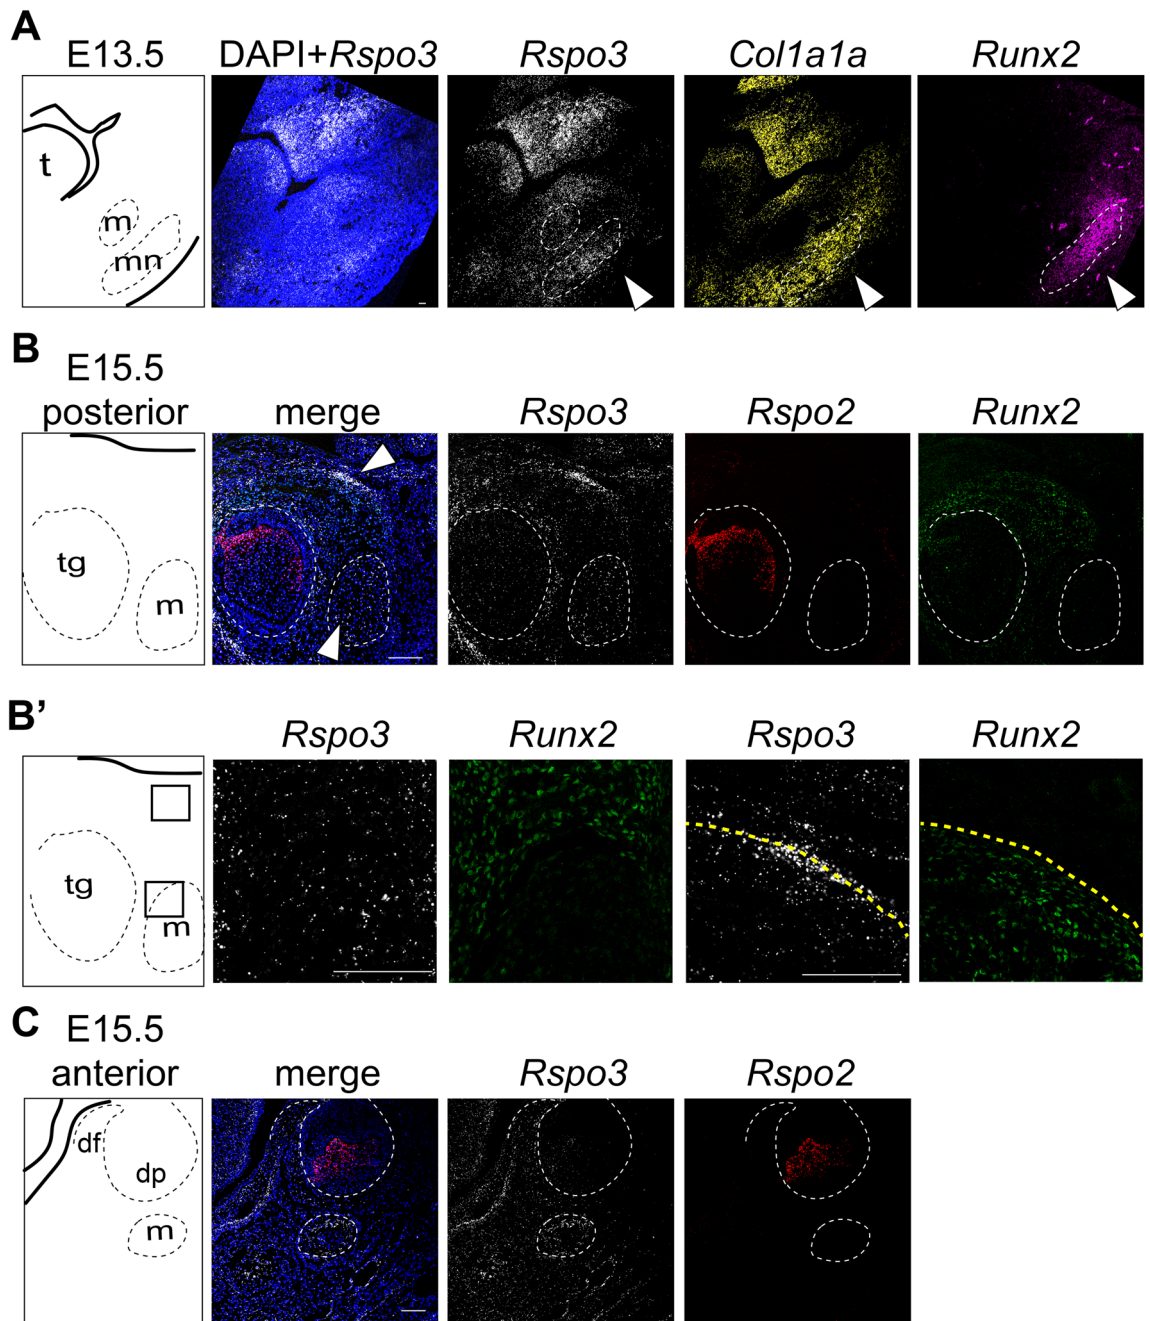 A
E13.5
DAPI+Rspo3
Rspo3
Col1a1a
Runx2
t
m
mn
B
E15.5
posterior
merge
Rspo3
Rspo2
Runx2
tg
m
B’
Rspo3
Runx2
Rspo3
Runx2
tg
m
C
E15.5
anterior
merge
Rspo3
Rspo2
df
dp
m